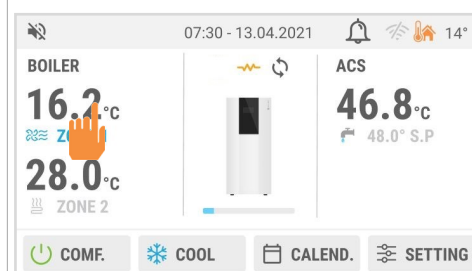 07:30 - 13.04.2021
14°
BOILER
16.2°C
28.0°C
ZONE 2
ACS
46.8°C
48.0° S.P
COMF.
COOL
CALEND.
SETTING